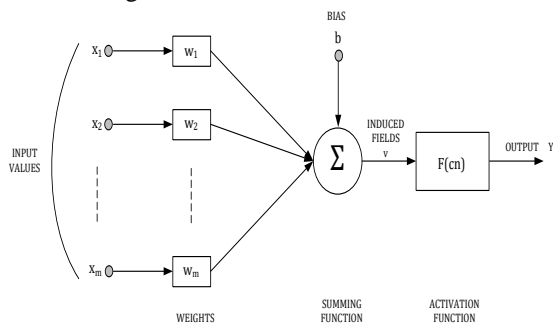 BIAS
b
x1
w1
x2
w2
INPUT
VALUES
Σ
INDUCED
FIELDS
v
F(cn)
OUTPUT Y
xm
wm
WEIGHTS
SUMMING
FUNCTION
ACTIVATION
FUNCTION